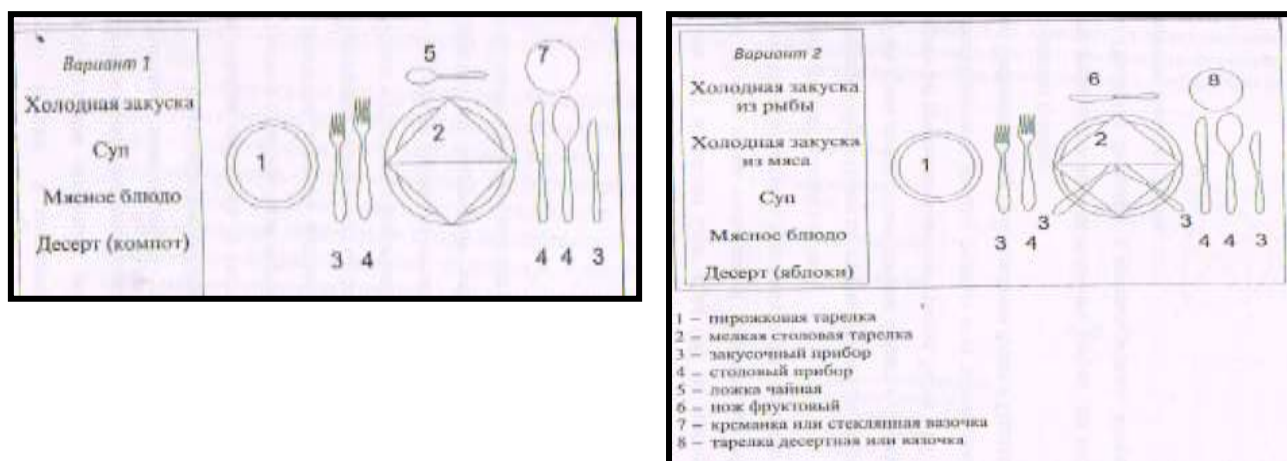 Вариант 1
Холодная закуска
Суп
Мясное блюдо
Десерт (компот)
5
7
2
1
3 4
4 4 3
Вариант 2
Холодная закуска
из рыбы
Холодная закуска
из мяса
Суп
Мясное блюдо
Десерт (яблоки)
6
8
2
1
3
3
3 4
4 4 3
1 – пирожковая тарелка
2 – мелкая столовая тарелка
3 – закусочный прибор
4 – столовый прибор
5 – ложка чайная
6 – нож фруктовый
7 – креманка или стеклянная вазочка
8 – тарелка десертная или вазочка